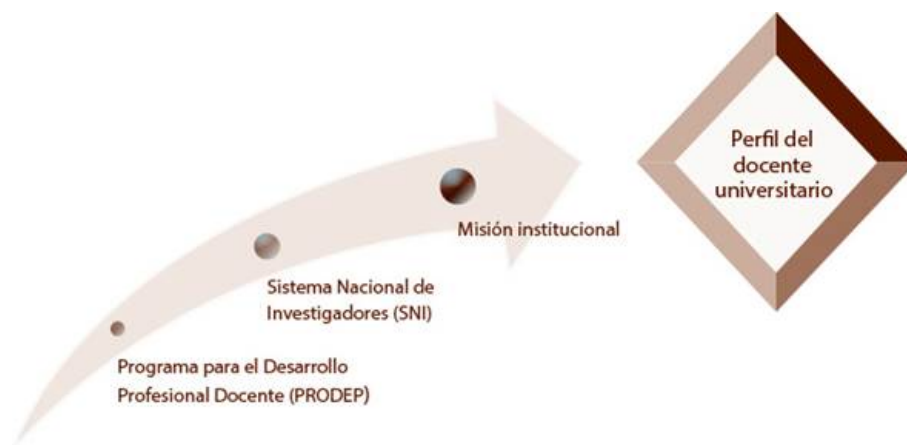 Perfil del
docente
universitario
Misión institucional
Sistema Nacional de
Investigadores (SNI)
Programa para el Desarrollo
Profesional Docente (PRODEP)